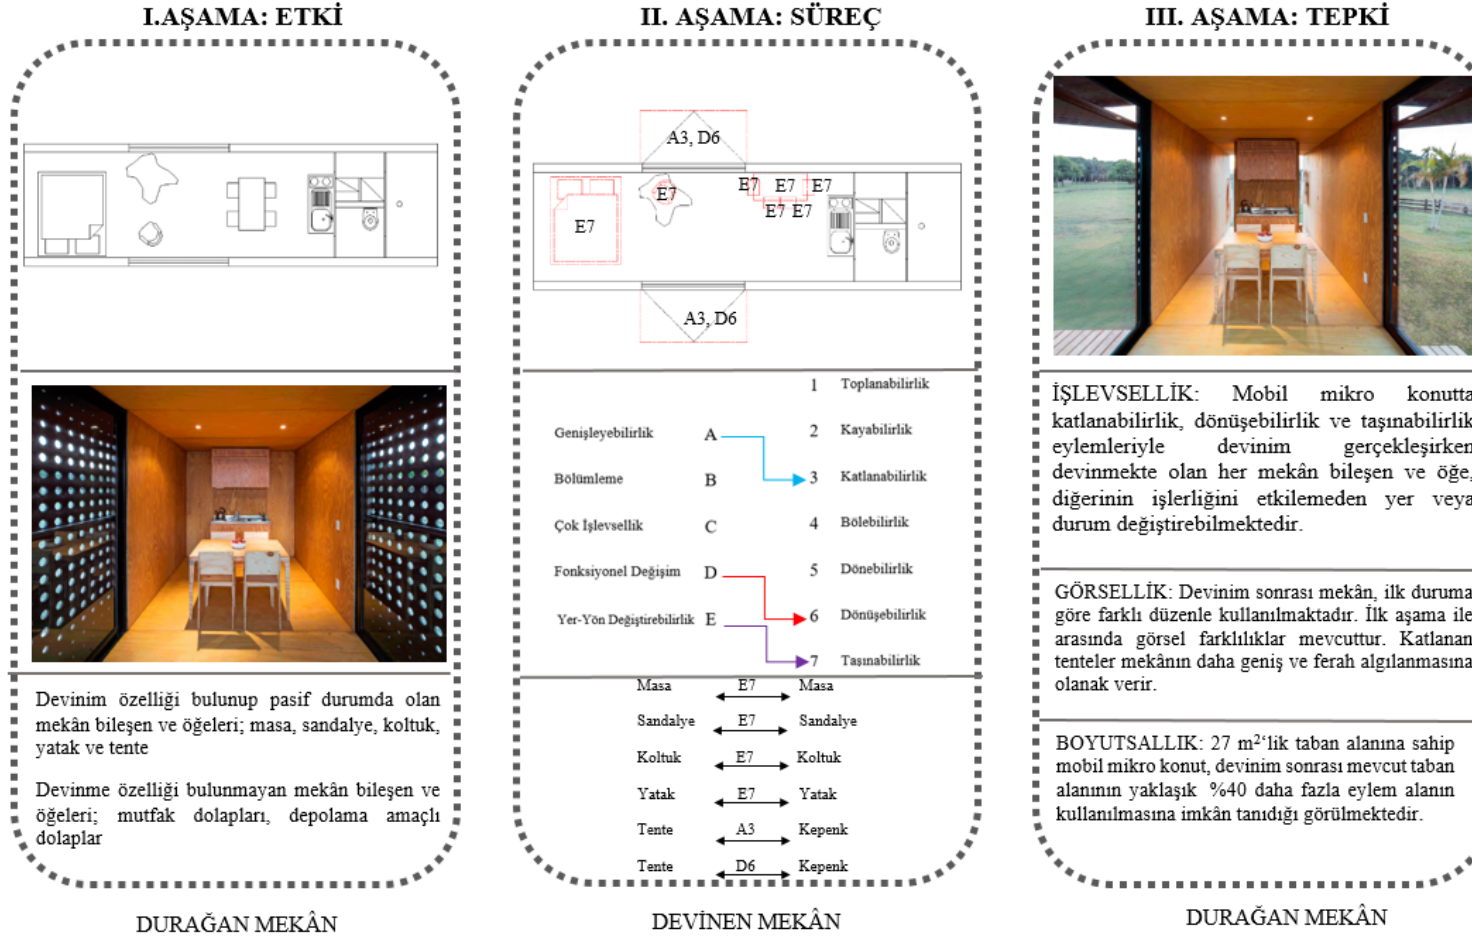 I.AŞAMA: ETKİ
Devinim özelliği bulunup pasif durumda olan
mekân bileşen ve öğeleri; masa, sandalye, koltuk,
yatak ve tente
Devinme özelliği bulunmayan mekân bileşen ve
öğeleri; mutfak dolapları, depolama amaçlı
dolaplar
DURAĞAN MEKÂN
II. AŞAMA: SÜREÇ
A3, D6
E7
E7
E7
E7
E7
E7 E7
A3, D6
1 Toplanabilirlik
Genişleyebilirlik A 2 Kayabilirlik
Bölümleme B 3 Katlanabilirlik
Çok İşlevsellik C 4 Bölebilirlik
Fonksiyonel Değişim D 5 Dönebilirlik
Yer-Yön Değiştirebilirlik E 6 Dönüşebilirlik
7 Taşınabilirlik
Masa E7 Masa
Sandalye E7 Sandalye
Koltuk E7 Koltuk
Yatak E7 Yatak
Tente A3 Kepenk
Tente D6 Kepenk
DEVİNEN MEKÂN
III. AŞAMA: TEPKİ
İŞLEVSELLİK: Mobil mikro konutta
katlanabilirlik, dönüşebilirlik ve taşınabilirlik
eylemleriyle devinim gerçekleşirken
devinmekte olan her mekân bileşen ve öğe,
diğerinin işlerliğini etkilemeden yer veya
durum değiştirebilmektedir.
GÖRSELLİK: Devinim sonrası mekân, ilk duruma
göre farklı düzenle kullanılmaktadır. İlk aşama ile
arasında görsel farklılıklar mevcuttur. Katlanan
tenteler mekânın daha geniş ve ferah algılanmasına
olanak verir.
BOYUTSALLIK: 27 m²‘lik taban alanına sahip
mobil mikro konut, devinim sonrası mevcut taban
alanının yaklaşık %40 daha fazla eylem alanın
kullanılmasına imkân tanıdığı görülmektedir.
DURAĞAN MEKÂN